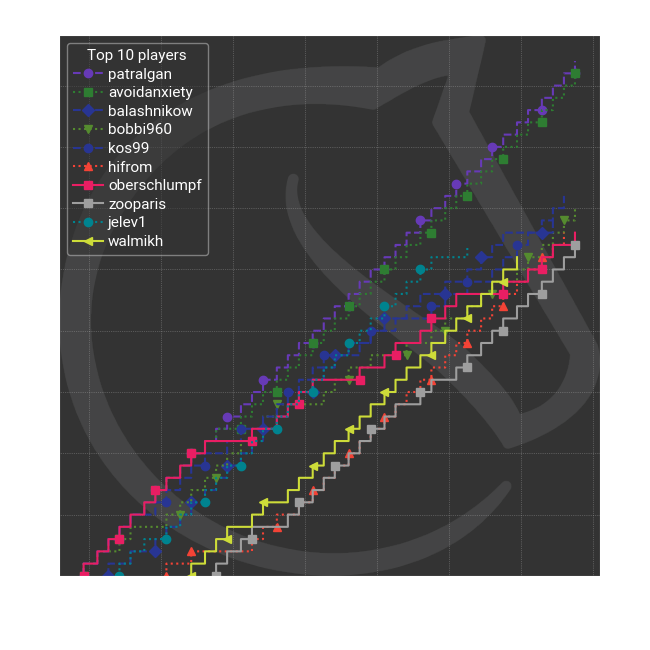 Top 10 players
patralgan
avoidanxiety
balashnikow
bobbi960
kos99
hifrom
oberschlumpf
zooparis
jelev1
walmikh